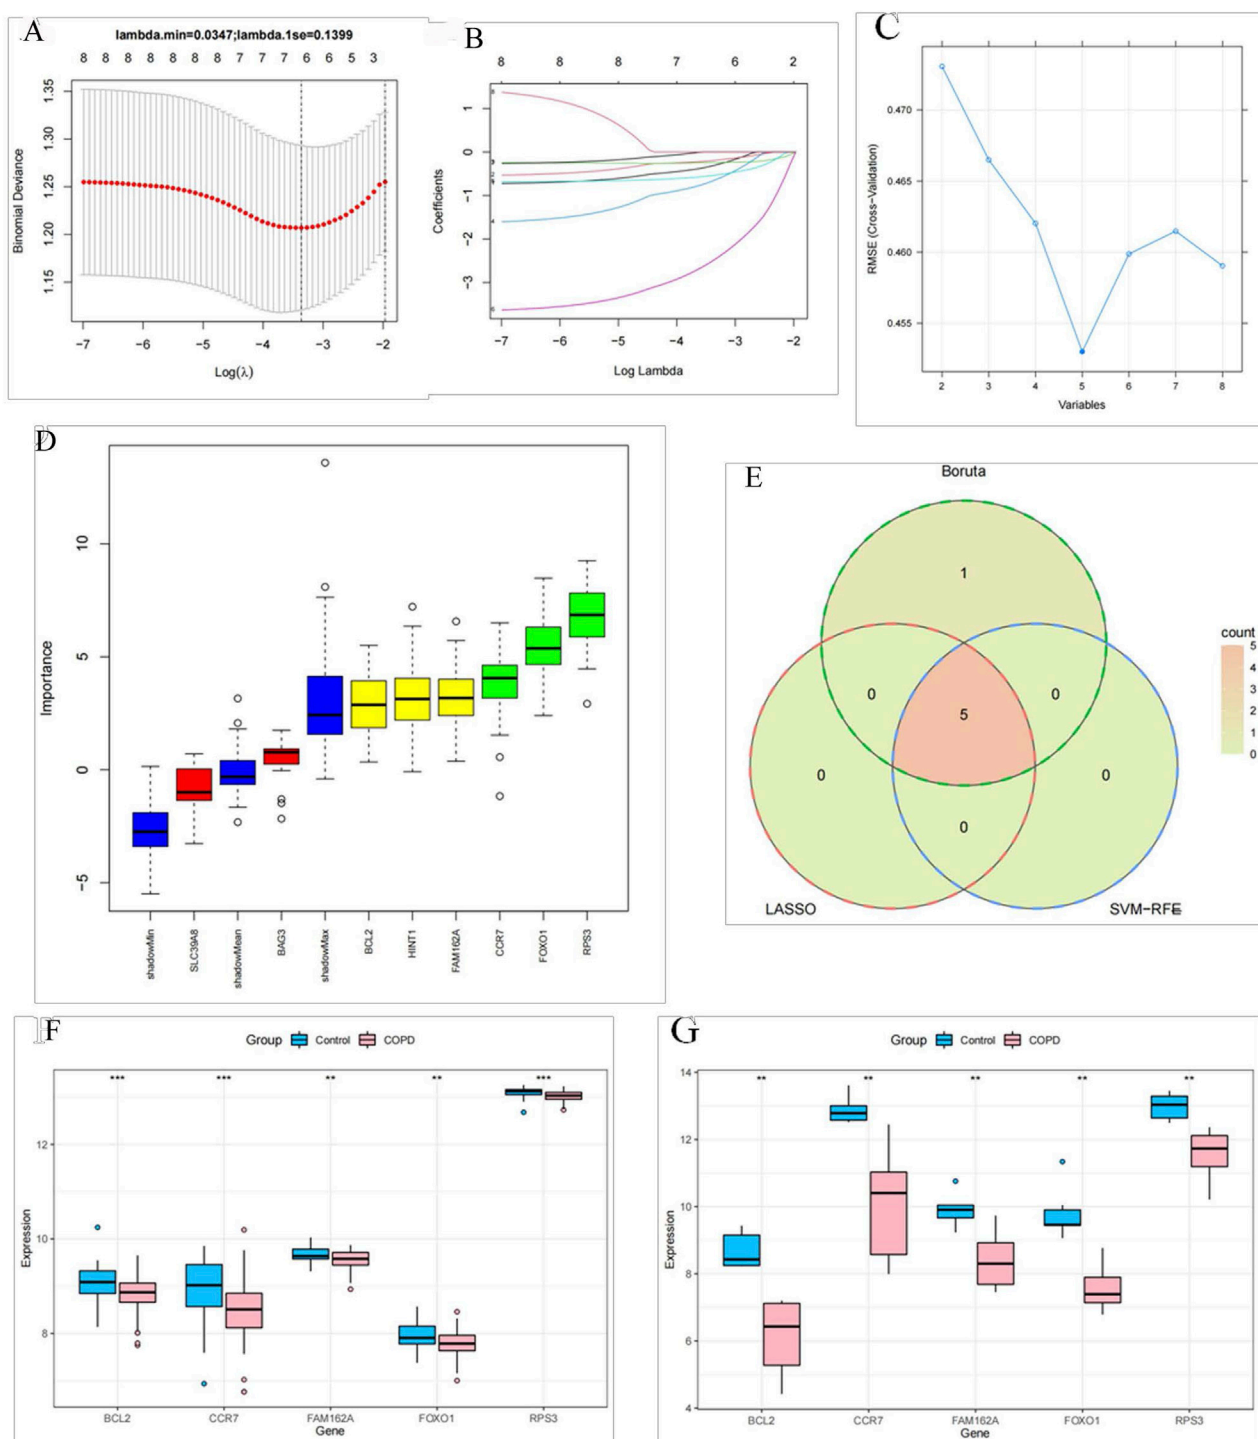 A
lambda.min=0.0347;lambda.1se=0.1399
8 8 8 8 8 8 8 7 7 7 6 6 5 3
Binomial Deviance
1.35
1.30
1.25
1.20
1.15
−7 −6 −5 −4 −3 −2
Log(λ)
B
8 8 8 7 6 2
Coefficients
1
0
−1
−2
−3
−7 −6 −5 −4 −3 −2
Log Lambda
C
RMSE (Cross−Validation)
0.470
0.465
0.460
0.455
2 3 4 5 6 7 8
Variables
D
Importance
10
5
0
−5
shadowMin
SLC39A8
shadowMean
BAG3
shadowMax
BCL2
HINT1
FAM162A
CCR7
FOXO1
RPS3
E
Boruta
1
0 0
5
0 0
0
LASSO
SVM−RFE
count
5
4
3
2
1
0
F
Group Control COPD
*** *** ** ** ***
Expression
12
10
8
BCL2 CCR7 FAM162A FOXO1 RPS3
Gene
G
Group Control COPD
** ** ** ** **
Expression
14
12
10
8
6
4
BCL2 CCR7 FAM162A FOXO1 RPS3
Gene